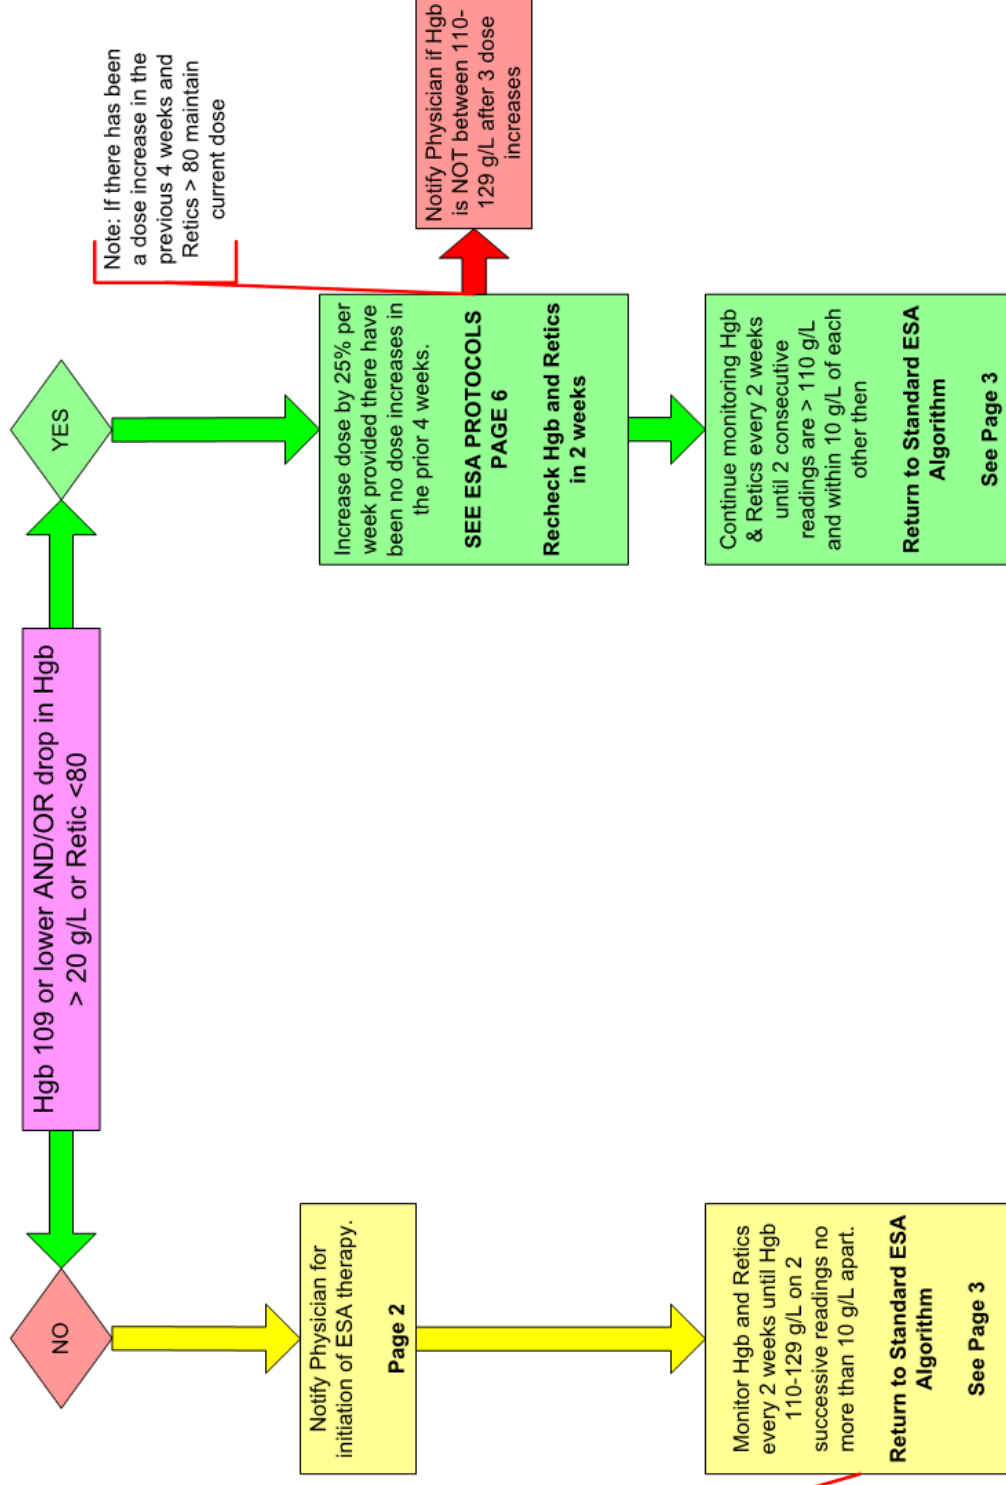 Hgb 109 or lower AND/OR drop in Hgb
> 20 g/L or Retic <80
NO
YES
Notify Physician for
initiation of ESA therapy.
Page 2
Monitor Hgb and Retics
every 2 weeks until Hgb
110-129 g/L on 2
successive readings no
more than 10 g/L apart.
Return to Standard ESA
Algorithm
See Page 3
Note: If there has been
a dose increase in the
previous 4 weeks and
Retics > 80 maintain
current dose
Increase dose by 25% per
week provided there have
been no dose increases in
the prior 4 weeks.
SEE ESA PROTOCOLS
PAGE 6
Recheck Hgb and Retics
in 2 weeks
Notify Physician if Hgb
is NOT between 110-
129 g/L after 3 dose
increases
Continue monitoring Hgb
& Retics every 2 weeks
until 2 consecutive
readings are > 110 g/L
and within 10 g/L of each
other then
Return to Standard ESA
Algorithm
See Page 3